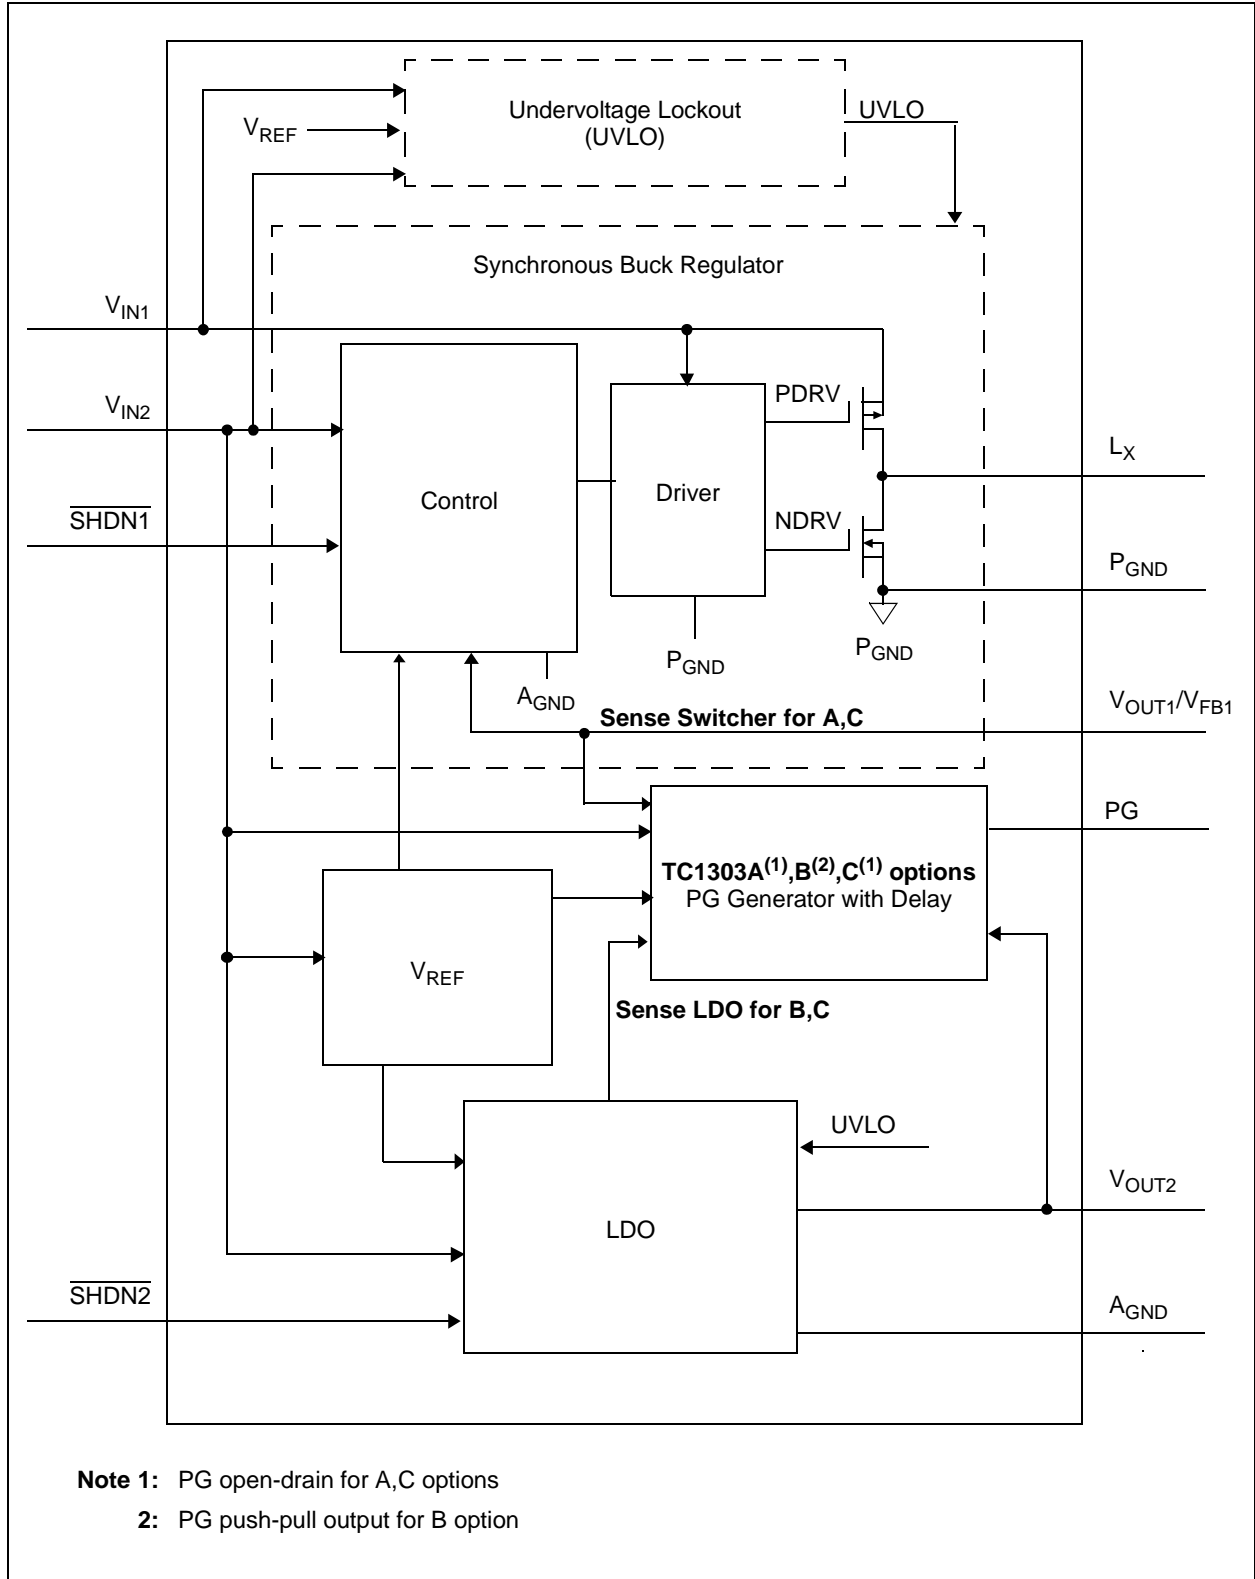 Undervoltage Lockout
(UVLO)
UVLO
VREF
Synchronous Buck Regulator
VIN1
VIN2
SHDN1
Control
Driver
PDRV
NDRV
LX
PGND
PGND
PGND
AGND
Sense Switcher for A,C
VOUT1/VFB1
PG
TC1303A(1),B(2),C(1) options
PG Generator with Delay
VREF
Sense LDO for B,C
UVLO
LDO
VOUT2
SHDN2
AGND
Note 1: PG open-drain for A,C options
2: PG push-pull output for B option